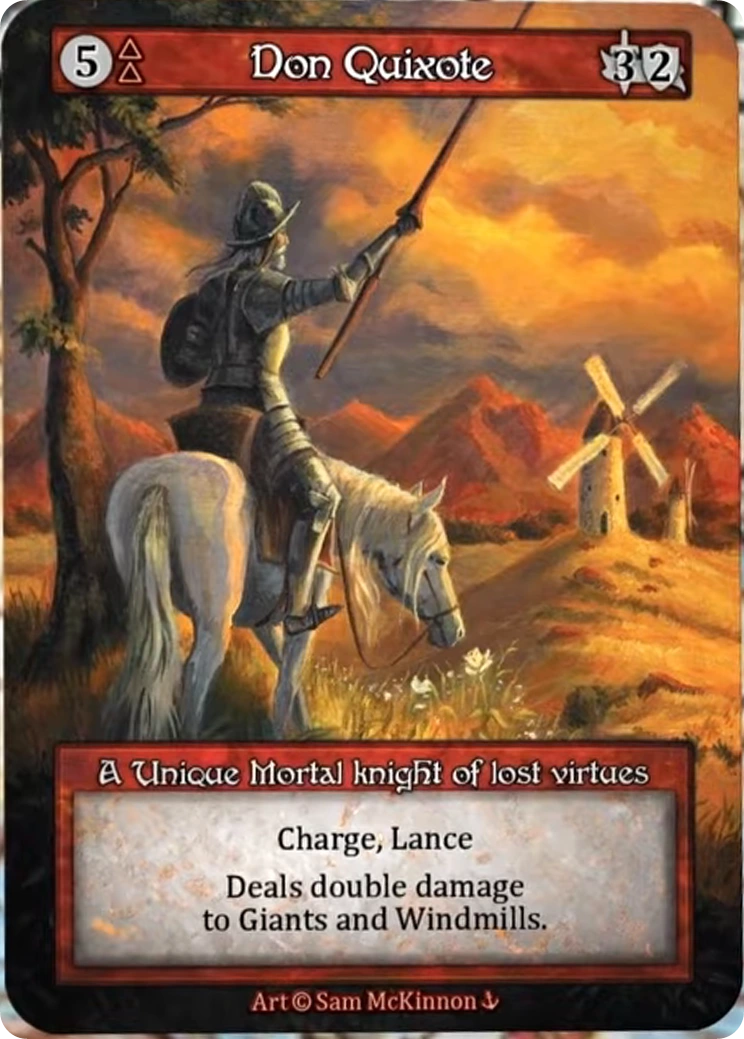 5 Don Quixote 3 2
A Unique Mortal knight of lost virtues
Charge, Lance
Deals double damage
to Giants and Windmills.
Art © Sam McKinnon